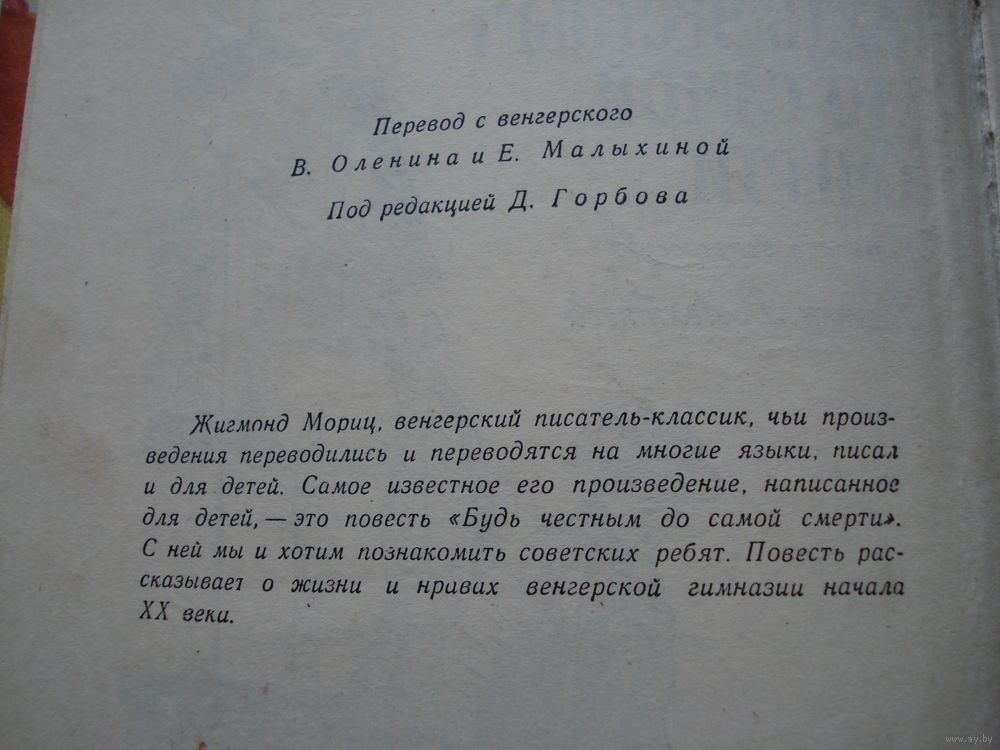 Перевод с венгерского
В. Оленина и Е. Малыхиной
Под редакцией Д. Горбова
Жигмонд Мориц, венгерский писатель-классик, чьи произ-
ведения переводились и переводятся на многие языки, писал
и для детей. Самое известное его произведение, написанное
для детей, — это повесть «Будь честным до самой смерти».
С ней мы и хотим познакомить советских ребят. Повесть рас-
сказывает о жизни и нравах венгерской гимназии начала
XX века.
www.ay.by